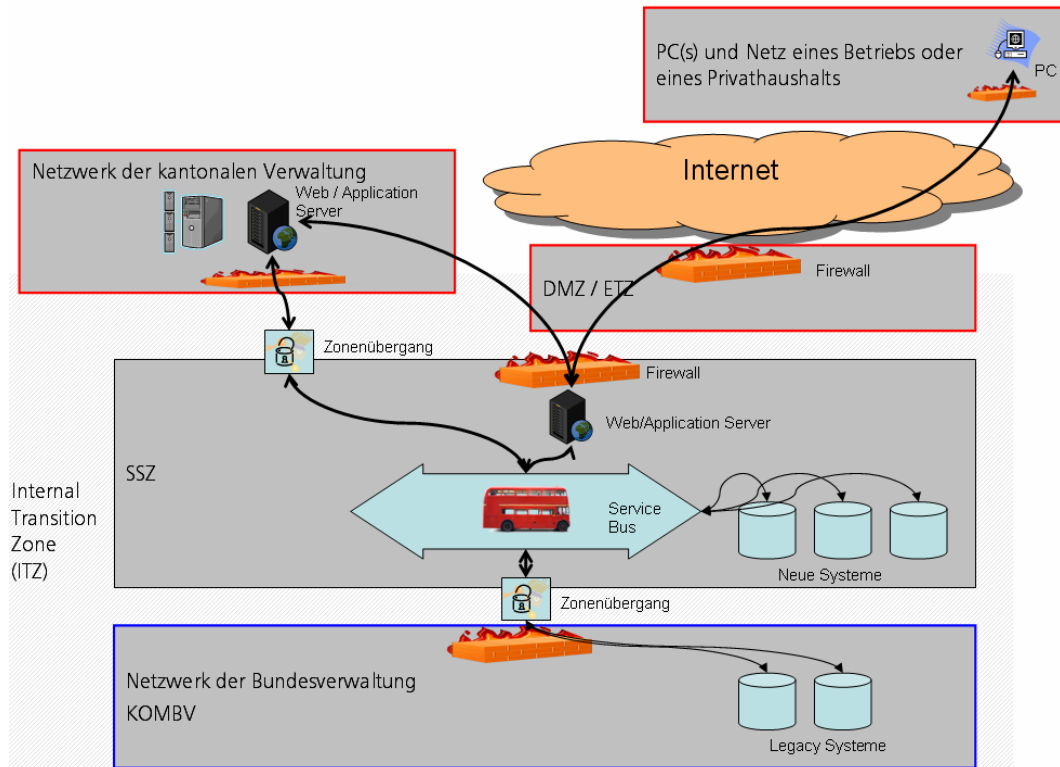 PC(s) und Netz eines Betriebs oder
eines Privathaushalts
PC
Internet
Netzwerk der kantonalen Verwaltung
Web / Application
Server
Firewall
DMZ / ETZ
Zonenübergang
Firewall
Web/Application Server
SSZ
Internal
Transition
Zone
(ITZ)
Service
Bus
Neue Systeme
Zonenübergang
Netzwerk der Bundesverwaltung
KOMBV
Legacy Systeme